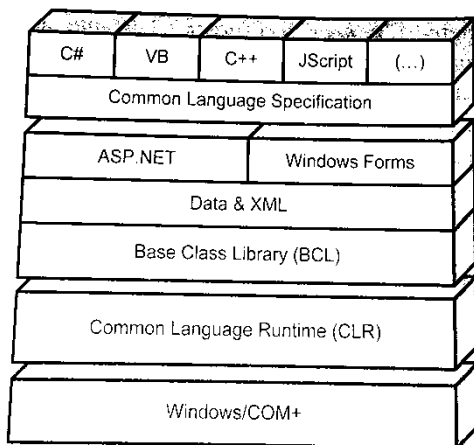 C# VB C++ JScript (...)
Common Language Specification
ASP.NET Windows Forms
Data & XML
Base Class Library (BCL)
Common Language Runtime (CLR)
Windows/COM+